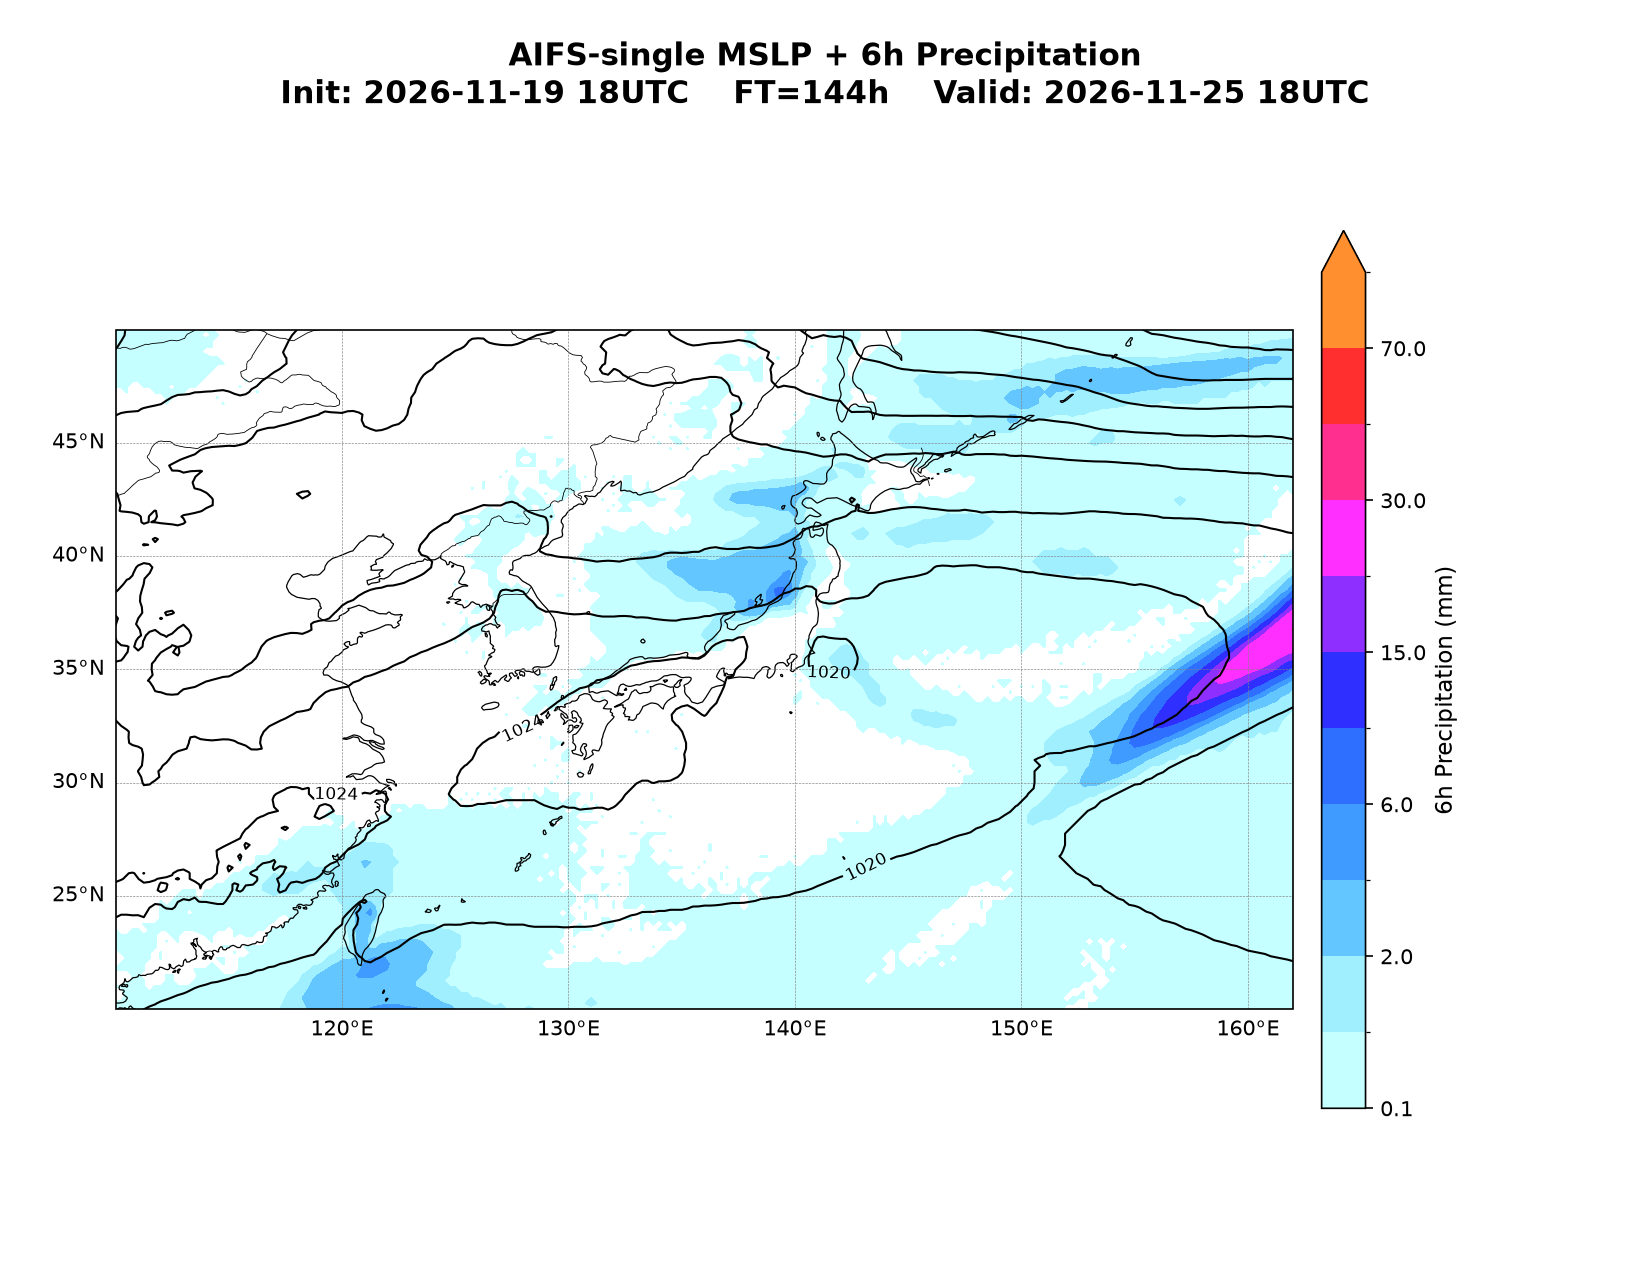 AIFS-single MSLP + 6h Precipitation
Init: 2026-11-19 18UTC    FT=144h    Valid: 2026-11-25 18UTC
70.0
45°N
30.0
40°N
35°N
1020
15.0
6h Precipitation (mm)
1024
30°N
1024
6.0
1020
25°N
2.0
120°E
130°E
140°E
150°E
160°E
0.1